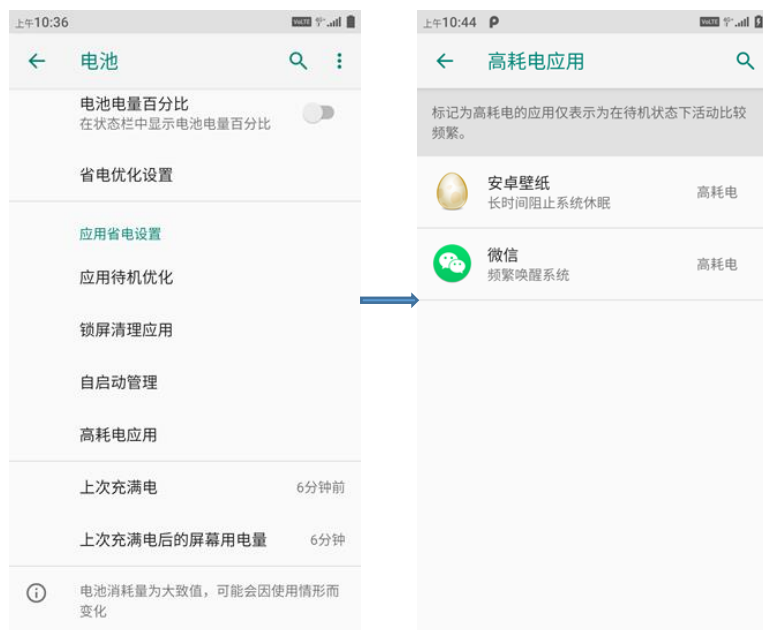 上午10:36
VoLTE
电池
电池电量百分比
在状态栏中显示电池电量百分比
省电优化设置
应用省电设置
应用待机优化
锁屏清理应用
自启动管理
高耗电应用
上次充满电 6分钟前
上次充满电后的屏幕用电量 6分钟
电池消耗量为大致值，可能会因使用情形而
变化
上午10:44
VoLTE
高耗电应用
标记为高耗电的应用仅表示为在待机状态下活动比较
频繁。
安卓壁纸
长时间阻止系统休眠
高耗电
微信
频繁唤醒系统
高耗电